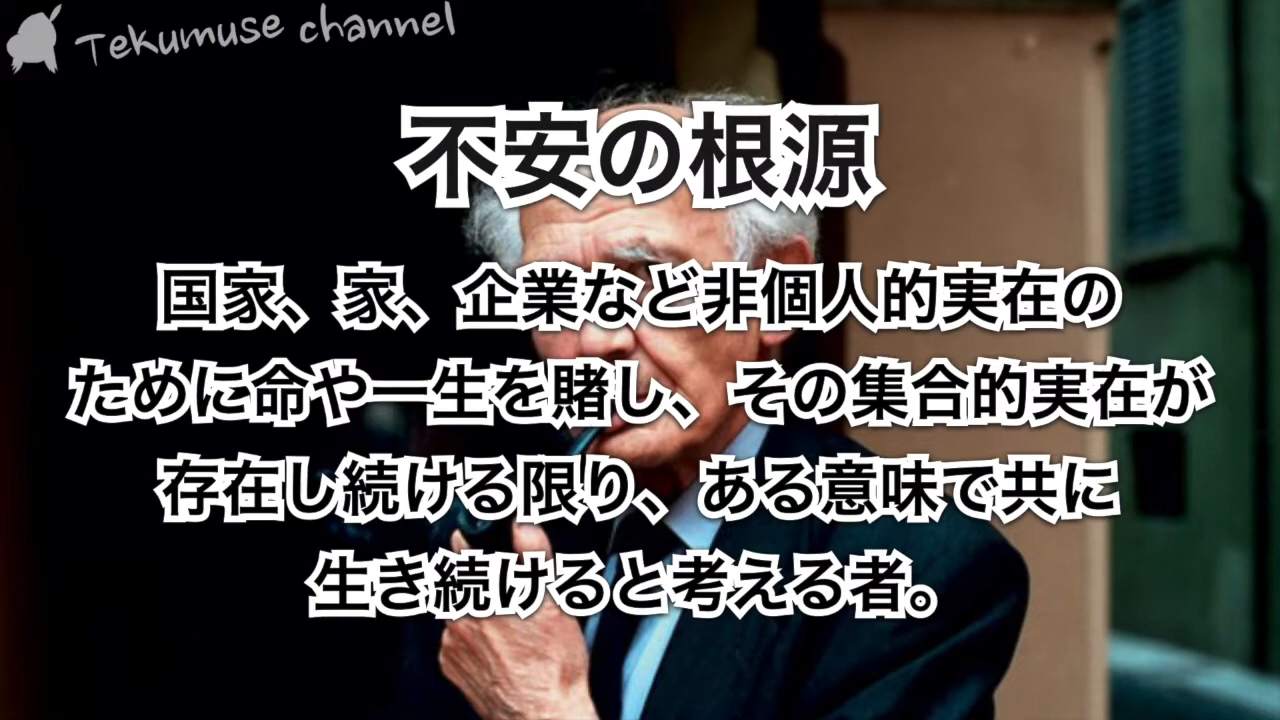 Tekumuse channel
不安の根源
国家、家、企業など非個人的実在の
ために命や一生を賭し、その集合的実在が
存在し続ける限り、ある意味で共に
生き続けると考える者。